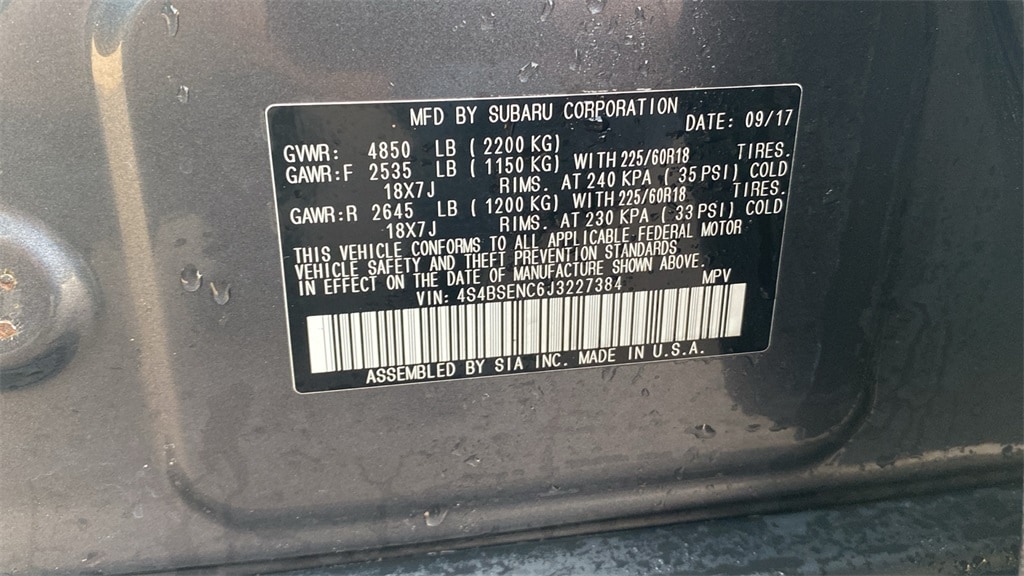 MFD BY SUBARU CORPORATION DATE: 09/17
GVWR: 4850 LB ( 2200 KG)
GAWR:F 2535 LB ( 1150 KG) WITH 225/60R18 TIRES.
18X7J RIMS. AT 240 KPA ( 35 PSI) COLD
GAWR:R 2645 LB ( 1200 KG) WITH 225/60R18 TIRES.
18X7J RIMS. AT 230 KPA ( 33 PSI) COLD
THIS VEHICLE CONFORMS TO ALL APPLICABLE FEDERAL MOTOR
VEHICLE SAFETY AND THEFT PREVENTION STANDARDS
IN EFFECT ON THE DATE OF MANUFACTURE SHOWN ABOVE.
VIN: 4S4BSENC6J3227384 MPV
ASSEMBLED BY SIA INC. MADE IN U.S.A.